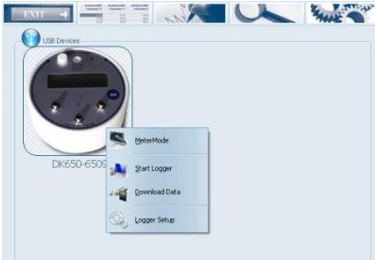 EXIT
USB Devices
DK650-6509
MeterMode
Start Logger
Download Data
Logger Setup